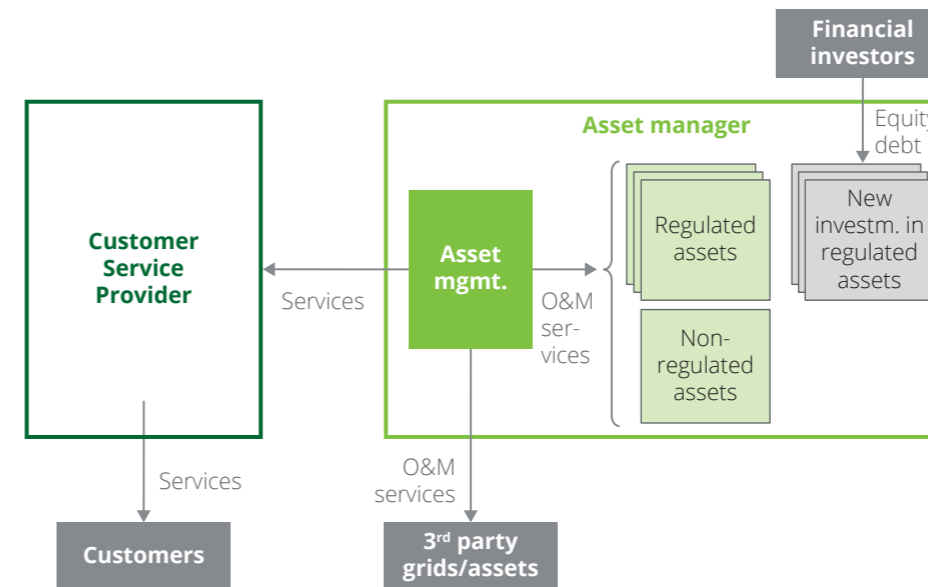 Financial
investors
Asset manager
Equity
debt
Customer
Service
Provider
Services
Asset
mgmt.
O&M
ser-
vices
Regulated
assets
Non-
regulated
assets
New
investm. in
regulated
assets
Services
Customers
O&M
services
3rd party
grids/assets